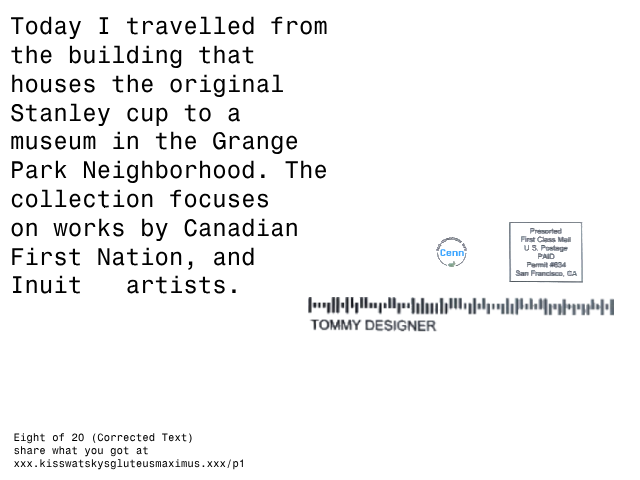 Today I travelled from
the building that
houses the original
Stanley cup to a
museum in the Grange
Park Neighborhood. The
collection focuses
on works by Canadian
First Nation, and
Inuit   artists.
Cenn
Presorted
First Class Mail
U.S. Postage
PAID
Permit #634
San Francisco, CA
TOMMY DESIGNER
Eight of 20 (Corrected Text)
share what you got at
xxx.kisswatskysgluteusmaximus.xxx/p1